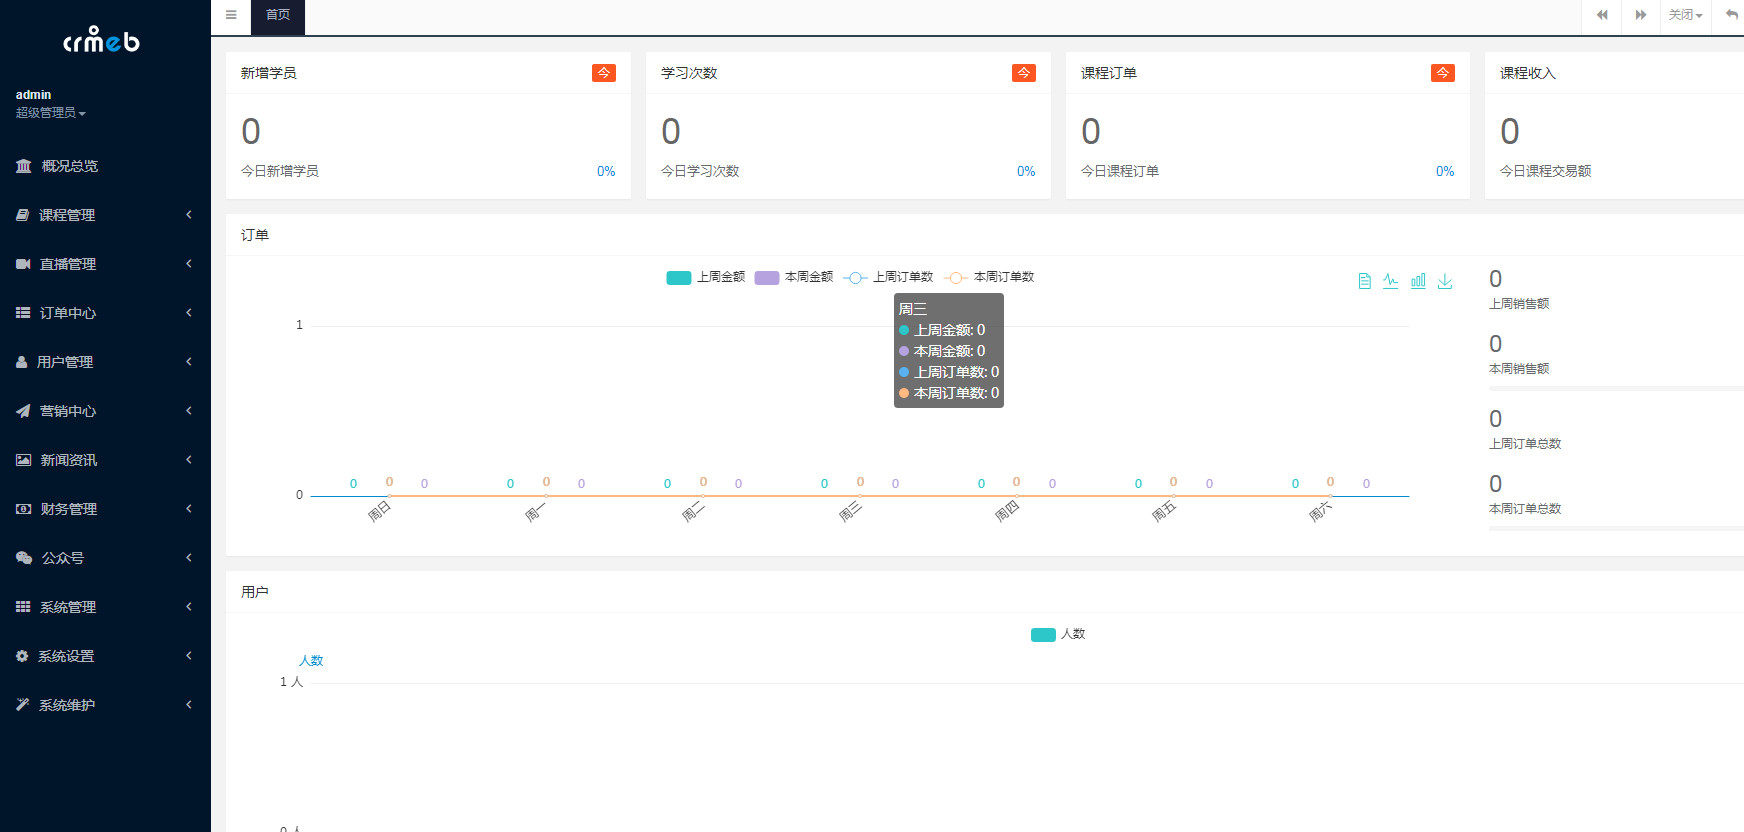 crmeb
admin
超级管理员
概况总览
课程管理
直播管理
订单中心
用户管理
营销中心
新闻资讯
财务管理
公众号
系统管理
系统设置
系统维护
首页
关闭
新增学员 今
0
今日新增学员 0%
学习次数 今
0
今日学习次数 0%
课程订单 今
0
今日课程订单 0%
课程收入
0
今日课程交易额
订单
上周金额 本周金额 上周订单数 本周订单数
1
周三
上周金额: 0
本周金额: 0
上周订单数: 0
本周订单数: 0
0 0 0 0 0 0 0 0 0 0 0 0 0 0 0 0 0 0 0 0 0
0
周日 周一 周二 周三 周四 周五 周六
0
上周销售额
0
本周销售额
0
上周订单总数
0
本周订单总数
用户
人数
人数
1 人
0 人